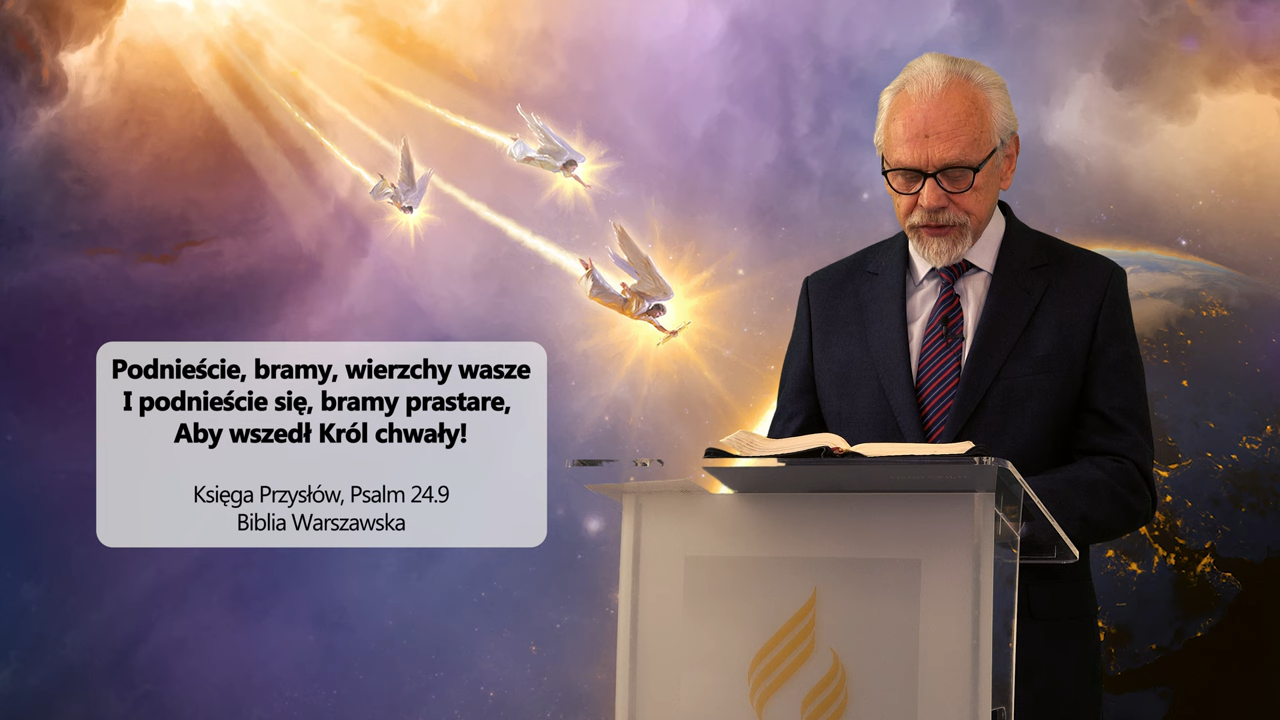 Podnieście, bramy, wierzchy wasze
I podnieście się, bramy prastare,
Aby wszedł Król chwały!
Księga Przysłów, Psalm 24.9
Biblia Warszawska